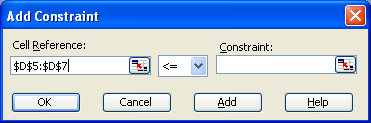 Add Constraint
Cell Reference: Constraint:
$D$5:$D$7 <=
OK Cancel Add Help